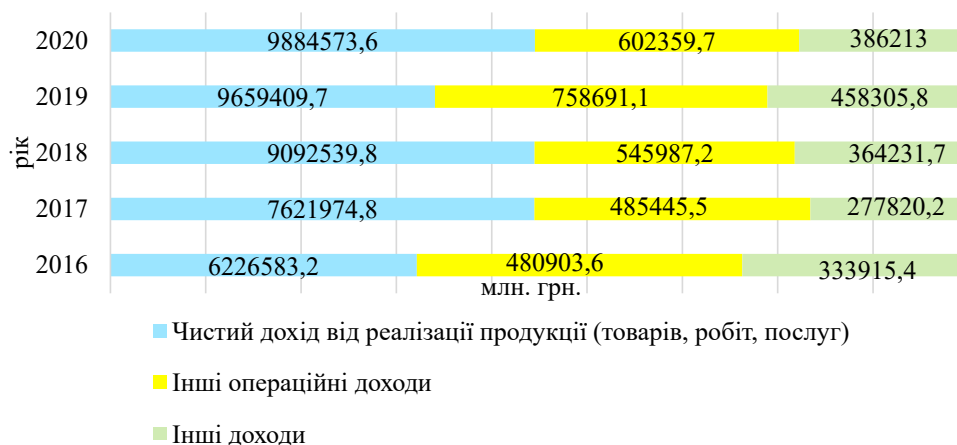 2020 9884573,6 602359,7 386213
2019 9659409,7 758691,1 458305,8
рік 2018 9092539,8 545987,2 364231,7
2017 7621974,8 485445,5 277820,2
2016 6226583,2 480903,6 333915,4
млн. грн.
Чистий дохід від реалізації продукції (товарів, робіт, послуг)
Інші операційні доходи
Інші доходи